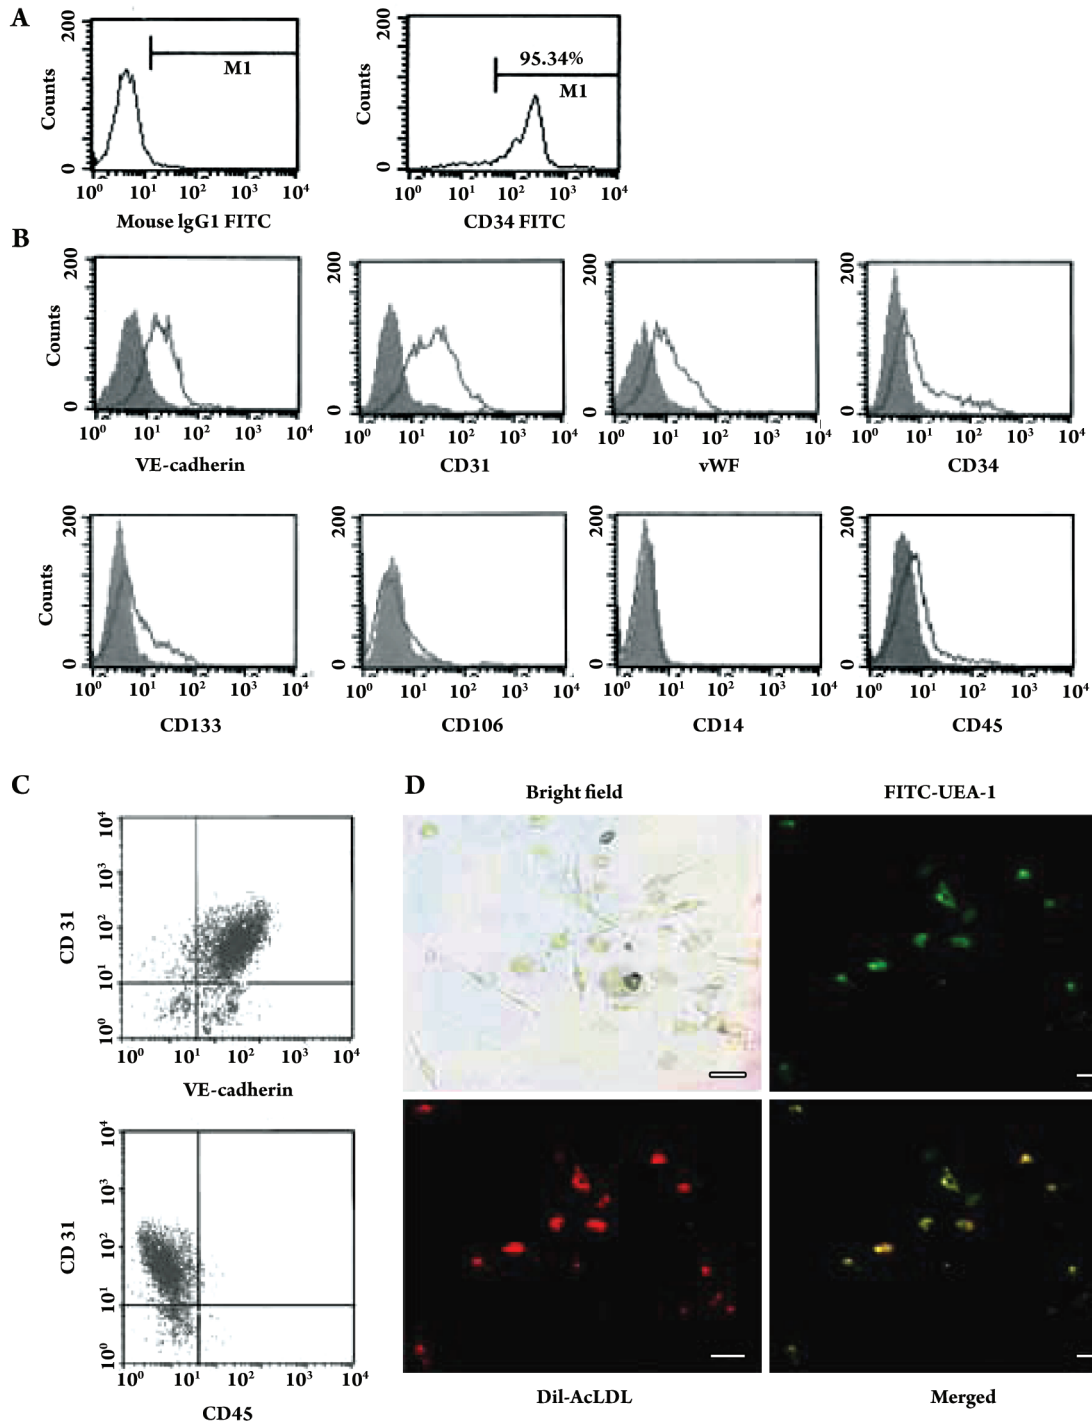 A
200
Counts
0
M1
10⁰ 10¹ 10² 10³ 10⁴
Mouse lgG1 FITC
200
Counts
0
95.34%
M1
10⁰ 10¹ 10² 10³ 10⁴
CD34 FITC
B
200
Counts
0
10⁰ 10¹ 10² 10³ 10⁴
VE-cadherin
200
0
10⁰ 10¹ 10² 10³ 10⁴
CD31
200
0
10⁰ 10¹ 10² 10³ 10⁴
vWF
200
0
10⁰ 10¹ 10² 10³ 10⁴
CD34
200
Counts
0
10⁰ 10¹ 10² 10³ 10⁴
CD133
200
0
10⁰ 10¹ 10² 10³ 10⁴
CD106
200
0
10⁰ 10¹ 10² 10³ 10⁴
CD14
200
0
10⁰ 10¹ 10² 10³ 10⁴
CD45
C
10⁴
10³
10²
10¹
10⁰
CD 31
10⁰ 10¹ 10² 10³ 10⁴
VE-cadherin
10⁴
10³
10²
10¹
10⁰
CD 31
10⁰ 10¹ 10² 10³ 10⁴
CD45
D
Bright field
FITC-UEA-1
Dil-AcLDL
Merged